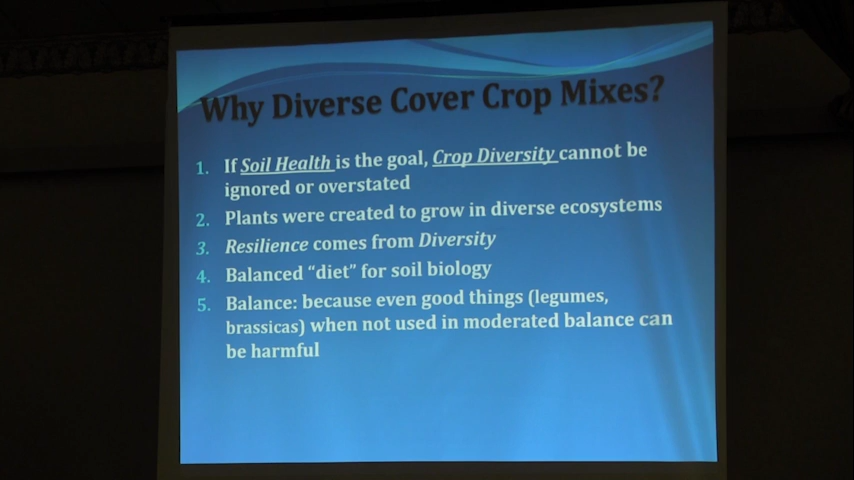 Why Diverse Cover Crop Mixes?
1. If Soil Health is the goal, Crop Diversity cannot be
ignored or overstated
2. Plants were created to grow in diverse ecosystems
3. Resilience comes from Diversity
4. Balanced “diet” for soil biology
5. Balance: because even good things (legumes,
brassicas) when not used in moderated balance can
be harmful